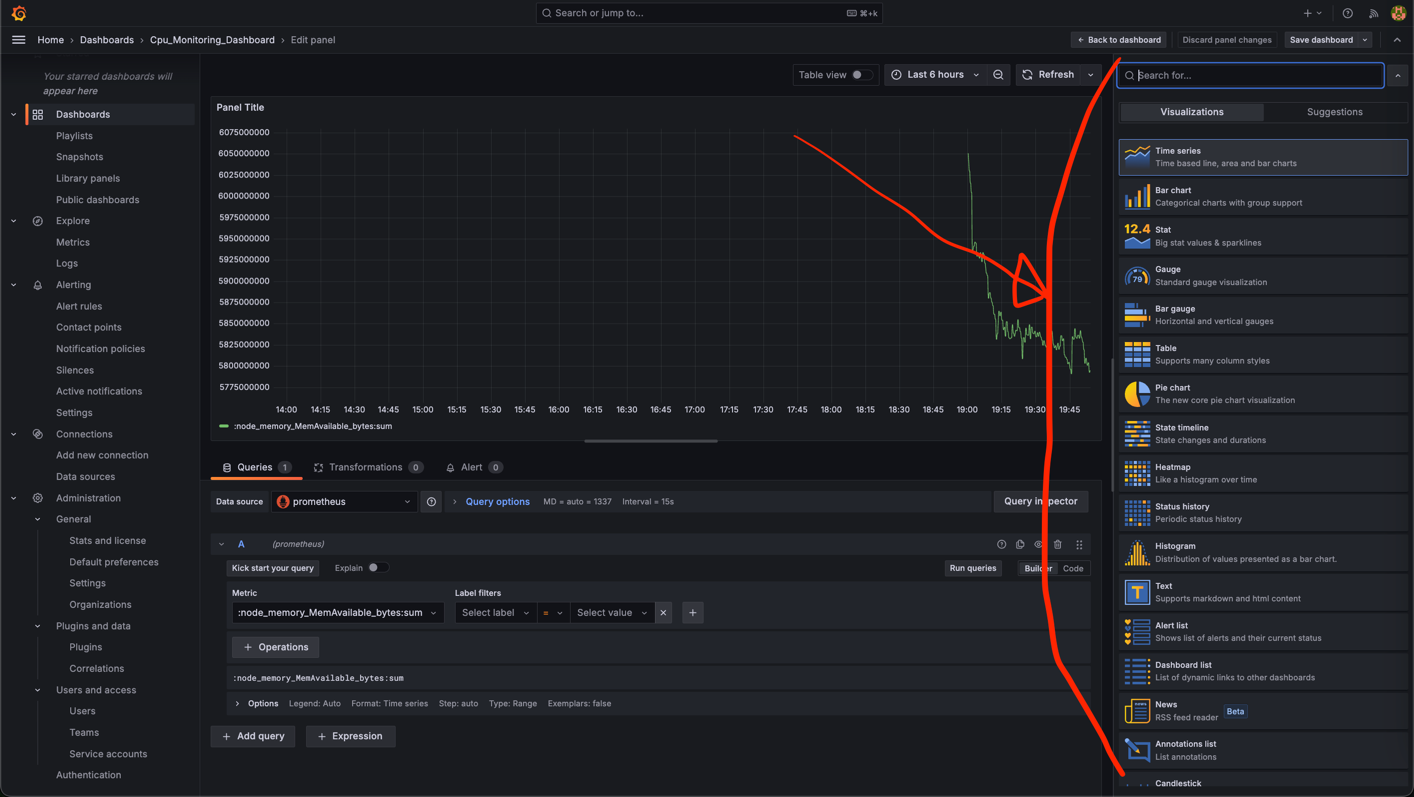 Search or jump to...
⌘+k
Home › Dashboards › Cpu_Monitoring_Dashboard › Edit panel
← Back to dashboard
Discard panel changes
Save dashboard
Your starred dashboards will
appear here
Dashboards
Playlists
Snapshots
Library panels
Public dashboards
Explore
Metrics
Logs
Alerting
Alert rules
Contact points
Notification policies
Silences
Active notifications
Settings
Connections
Add new connection
Data sources
Administration
General
Stats and license
Default preferences
Settings
Organizations
Plugins and data
Plugins
Correlations
Users and access
Users
Teams
Service accounts
Authentication
Table view
Last 6 hours
Refresh
Panel Title
6075000000
6050000000
6025000000
6000000000
5975000000
5950000000
5925000000
5900000000
5875000000
5850000000
5825000000
5800000000
5775000000
14:00 14:15 14:30 14:45 15:00 15:15 15:30 15:45 16:00 16:15 16:30 16:45 17:00 17:15 17:30 17:45 18:00 18:15 18:30 18:45 19:00 19:15 19:30 19:45
:node_memory_MemAvailable_bytes:sum
Queries 1
Transformations 0
Alert 0
Data source
prometheus
Query options
MD = auto = 1337
Interval = 15s
Query inspector
A
(prometheus)
Kick start your query
Explain
Run queries
Builder
Code
Metric
Label filters
:node_memory_MemAvailable_bytes:sum
Select label
=
Select value
+ Operations
:node_memory_MemAvailable_bytes:sum
Options
Legend: Auto
Format: Time series
Step: auto
Type: Range
Exemplars: false
+ Add query
+ Expression
Search for...
Visualizations
Suggestions
Time series
Time based line, area and bar charts
Bar chart
Categorical charts with group support
12.4
Stat
Big stat values & sparklines
79
Gauge
Standard gauge visualization
Bar gauge
Horizontal and vertical gauges
Table
Supports many column styles
Pie chart
The new core pie chart visualization
State timeline
State changes and durations
Heatmap
Like a histogram over time
Status history
Periodic status history
Histogram
Distribution of values presented as a bar chart.
T
Text
Supports markdown and html content
Alert list
Shows list of alerts and their current status
Dashboard list
List of dynamic links to other dashboards
News
RSS feed reader
Beta
Annotations list
List annotations
Candlestick